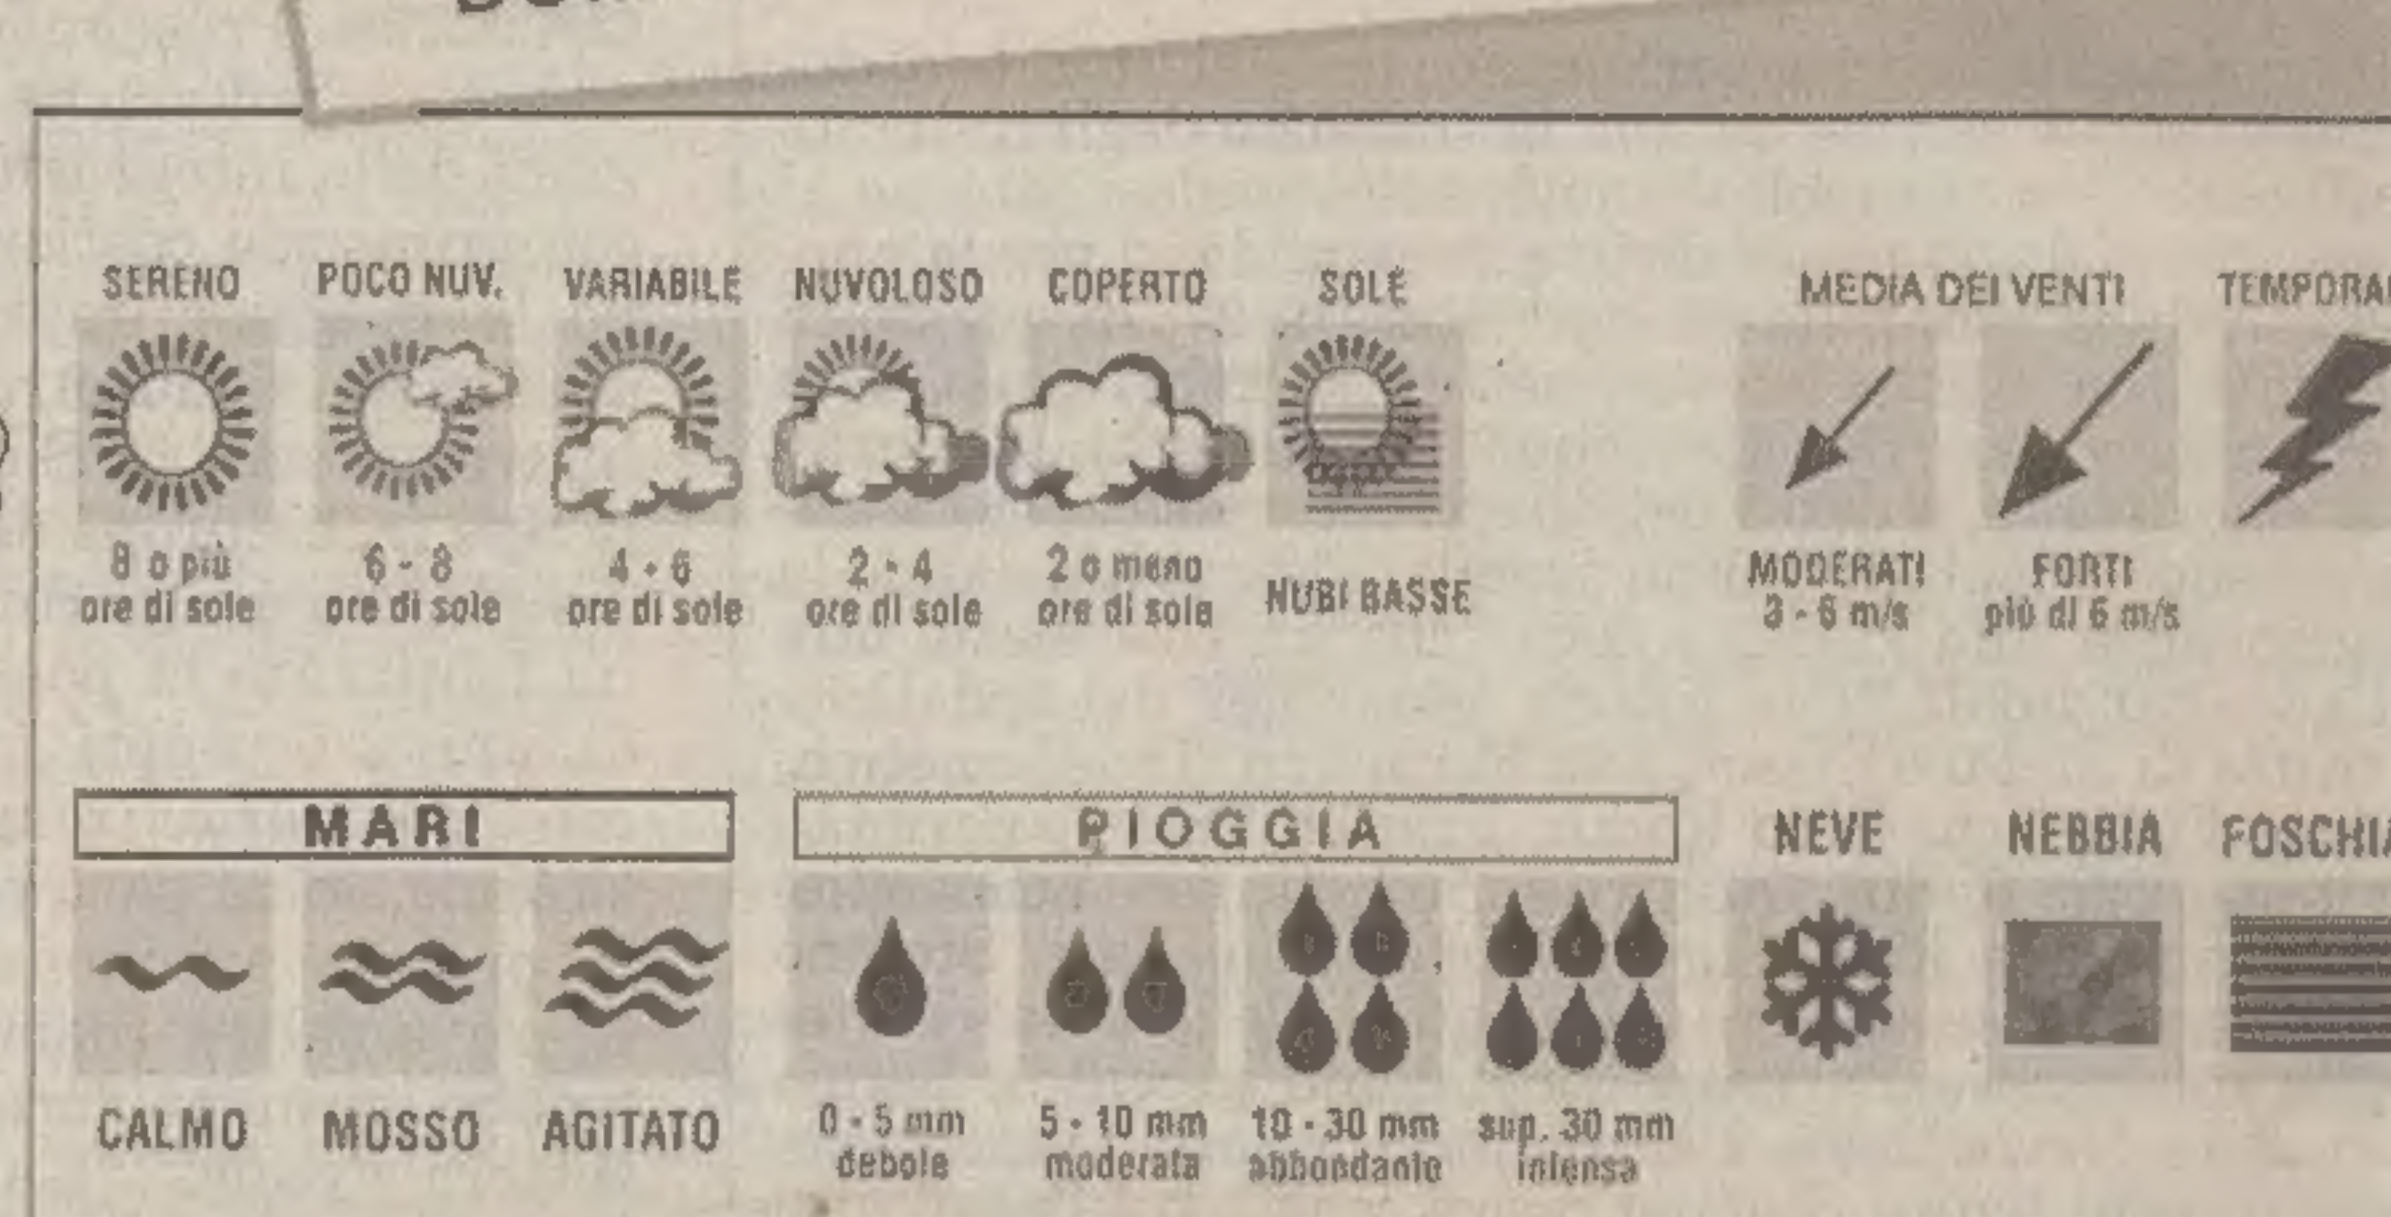 SERENO POCO NUV. VARIABILE NUVOLOSO COPERTO SOLE MEDIA DEI VENTI
8 o più 6 - 8 4 - 6 2 - 4 2 o meno
ore di sole ore di sole ore di sole ore di sole ore di sole NUBI BASSE
MODERATI FORTI
3 - 6 m/s più di 6 m/s
MARI PIOGGIA NEVE NEBBIA FOSCHIA
CALMO MOSSO AGITATO
0 - 5 mm 5 - 10 mm 10 - 30 mm sup. 30 mm
debole moderata abbondante intensa